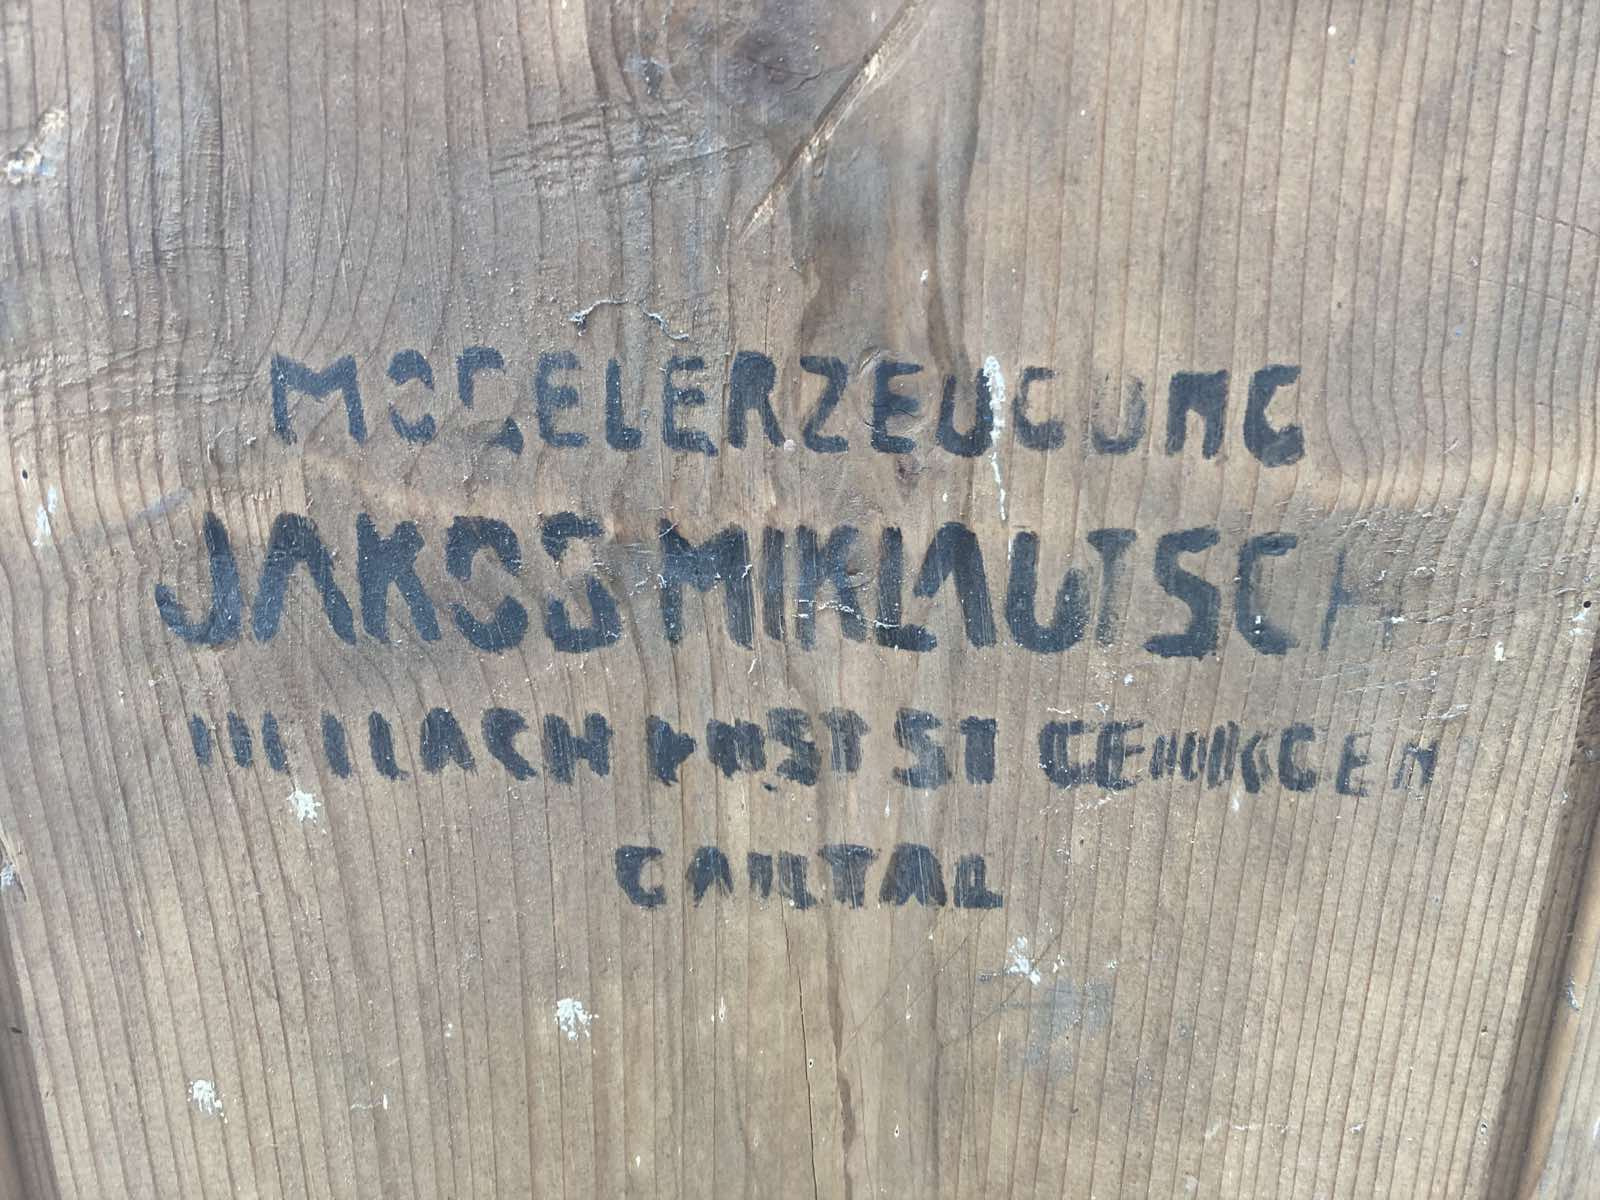 MOBELERZEUGUNG
JAKOB MIKLAUTSCH
POST ST GEORGEN
GAILTAL